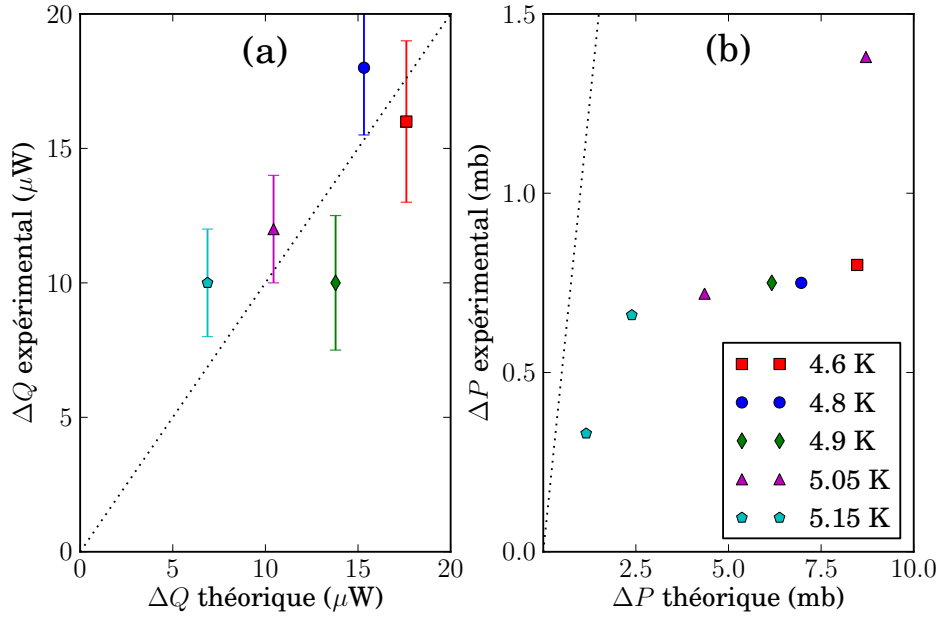 (a)
20
15
10
5
0
ΔQ expérimental (μW)
0 5 10 15 20
ΔQ théorique (μW)
(b)
1.5
1.0
0.5
0.0
ΔP expérimental (mb)
2.5 5.0 7.5 10.0
ΔP théorique (mb)
4.6 K
4.8 K
4.9 K
5.05 K
5.15 K